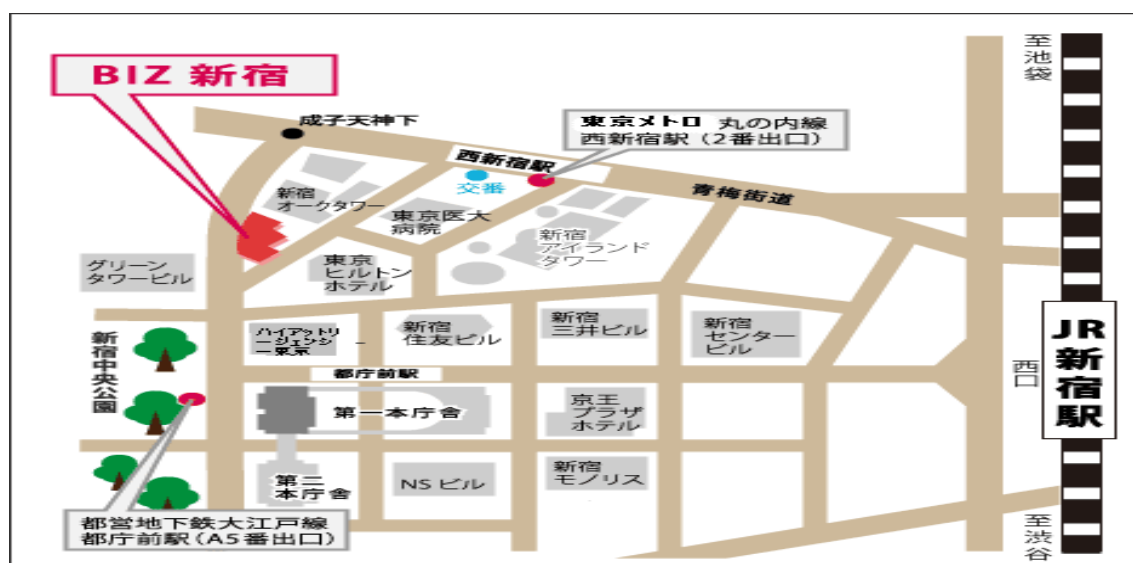 至池袋
BIZ 新宿
成子天神下
東京メトロ 丸の内線
西新宿駅(2番出口)
西新宿駅
交番
青梅街道
新宿
オークタワー
東京医大
病院
新宿
アイランド
タワー
グリーン
タワービル
東京
ヒルトン
ホテル
新宿中央公園
ハイアットリ
ージェンシ
ー東京
新宿
住友ビル
新宿
三井ビル
新宿
センター
ビル
JR新宿駅
西口
都庁前駅
第一本庁舎
京王
プラザ
ホテル
第二
本庁舎
NSビル
新宿
モノリス
都営地下鉄大江戸線
都庁前駅(A5番出口)
至渋谷